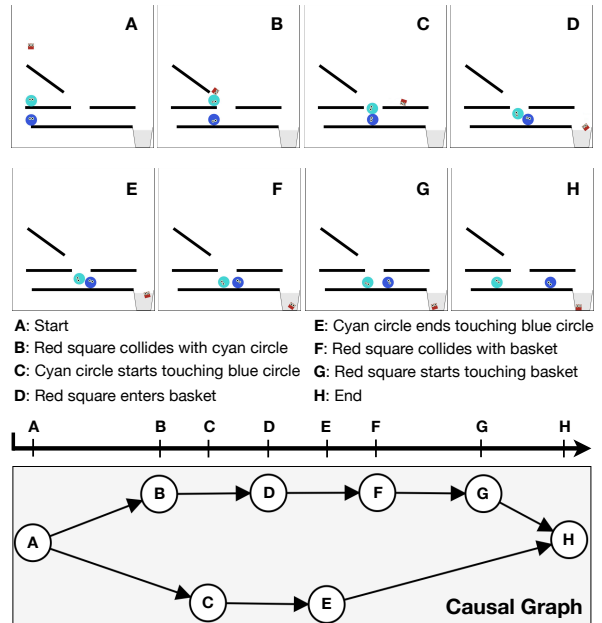 A B C D
E F G H
A: Start
B: Red square collides with cyan circle
C: Cyan circle starts touching blue circle
D: Red square enters basket
E: Cyan circle ends touching blue circle
F: Red square collides with basket
G: Red square starts touching basket
H: End
A B C D E F G H
B D F G
A H
C E
Causal Graph